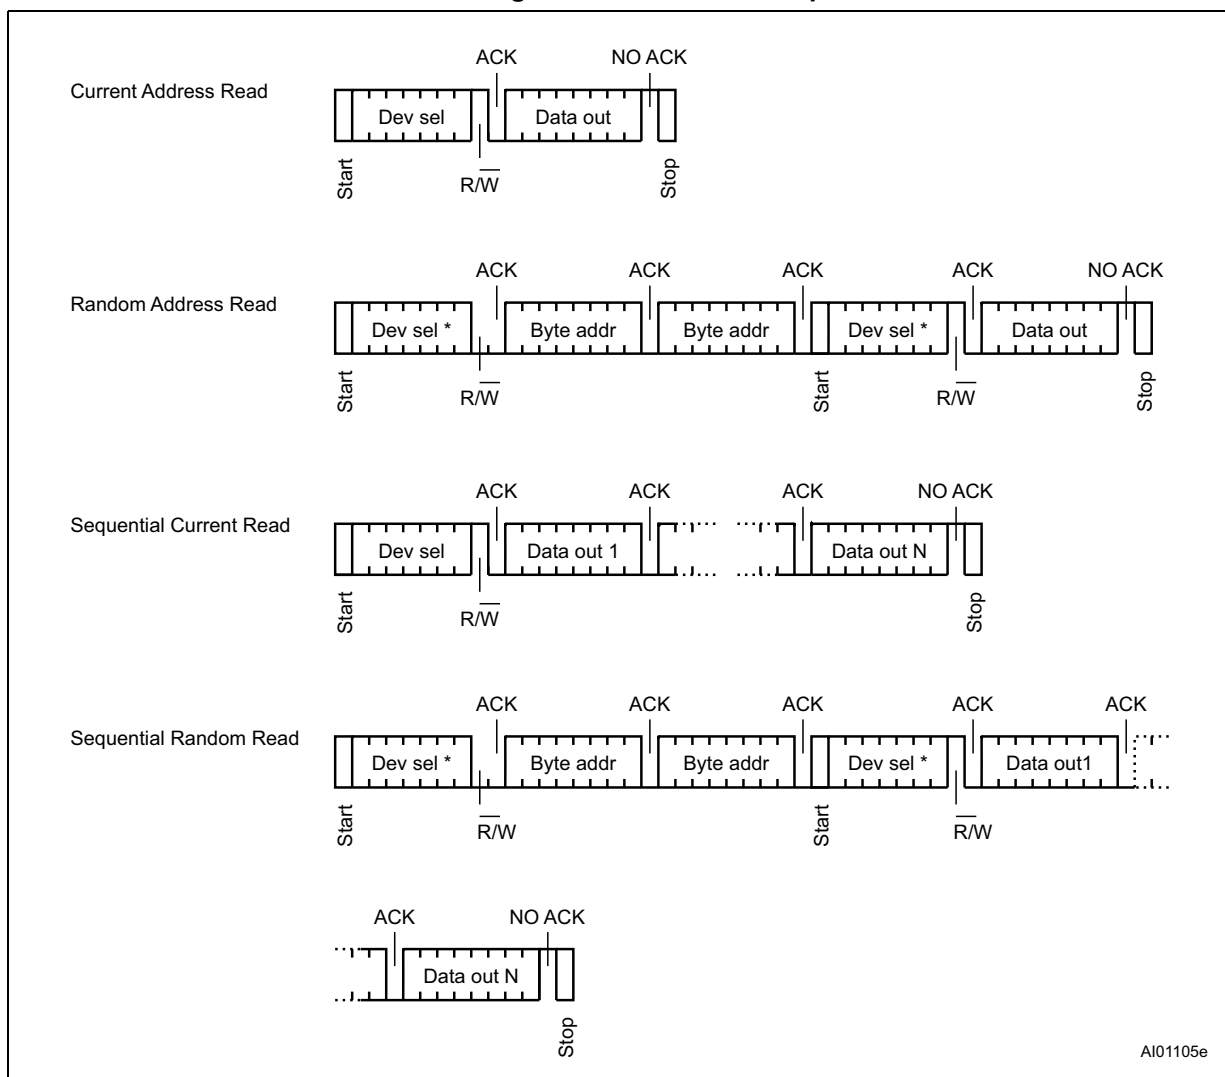 ACK NO ACK
Current Address Read
Dev sel Data out
Start R/W Stop
ACK ACK ACK ACK NO ACK
Random Address Read
Dev sel * Byte addr Byte addr Dev sel * Data out
Start R/W Start R/W Stop
ACK ACK ACK NO ACK
Sequential Current Read
Dev sel Data out 1 Data out N
Start R/W Stop
ACK ACK ACK ACK ACK
Sequential Random Read
Dev sel * Byte addr Byte addr Dev sel * Data out1
Start R/W Start R/W
ACK NO ACK
Data out N
Stop
AI01105e